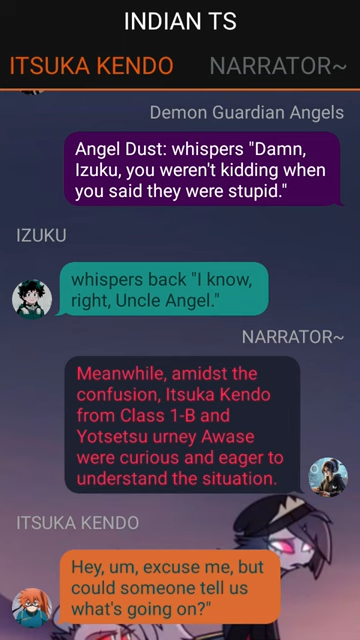 INDIAN TS
ITSUKA KENDO NARRATOR~
Demon Guardian Angels
Angel Dust: whispers "Damn,
Izuku, you weren't kidding when
you said they were stupid."
IZUKU
whispers back "I know,
right, Uncle Angel."
NARRATOR~
Meanwhile, amidst the
confusion, Itsuka Kendo
from Class 1-B and
Yotsetsu urney Awase
were curious and eager to
understand the situation.
ITSUKA KENDO
Hey, um, excuse me, but
could someone tell us
what's going on?"